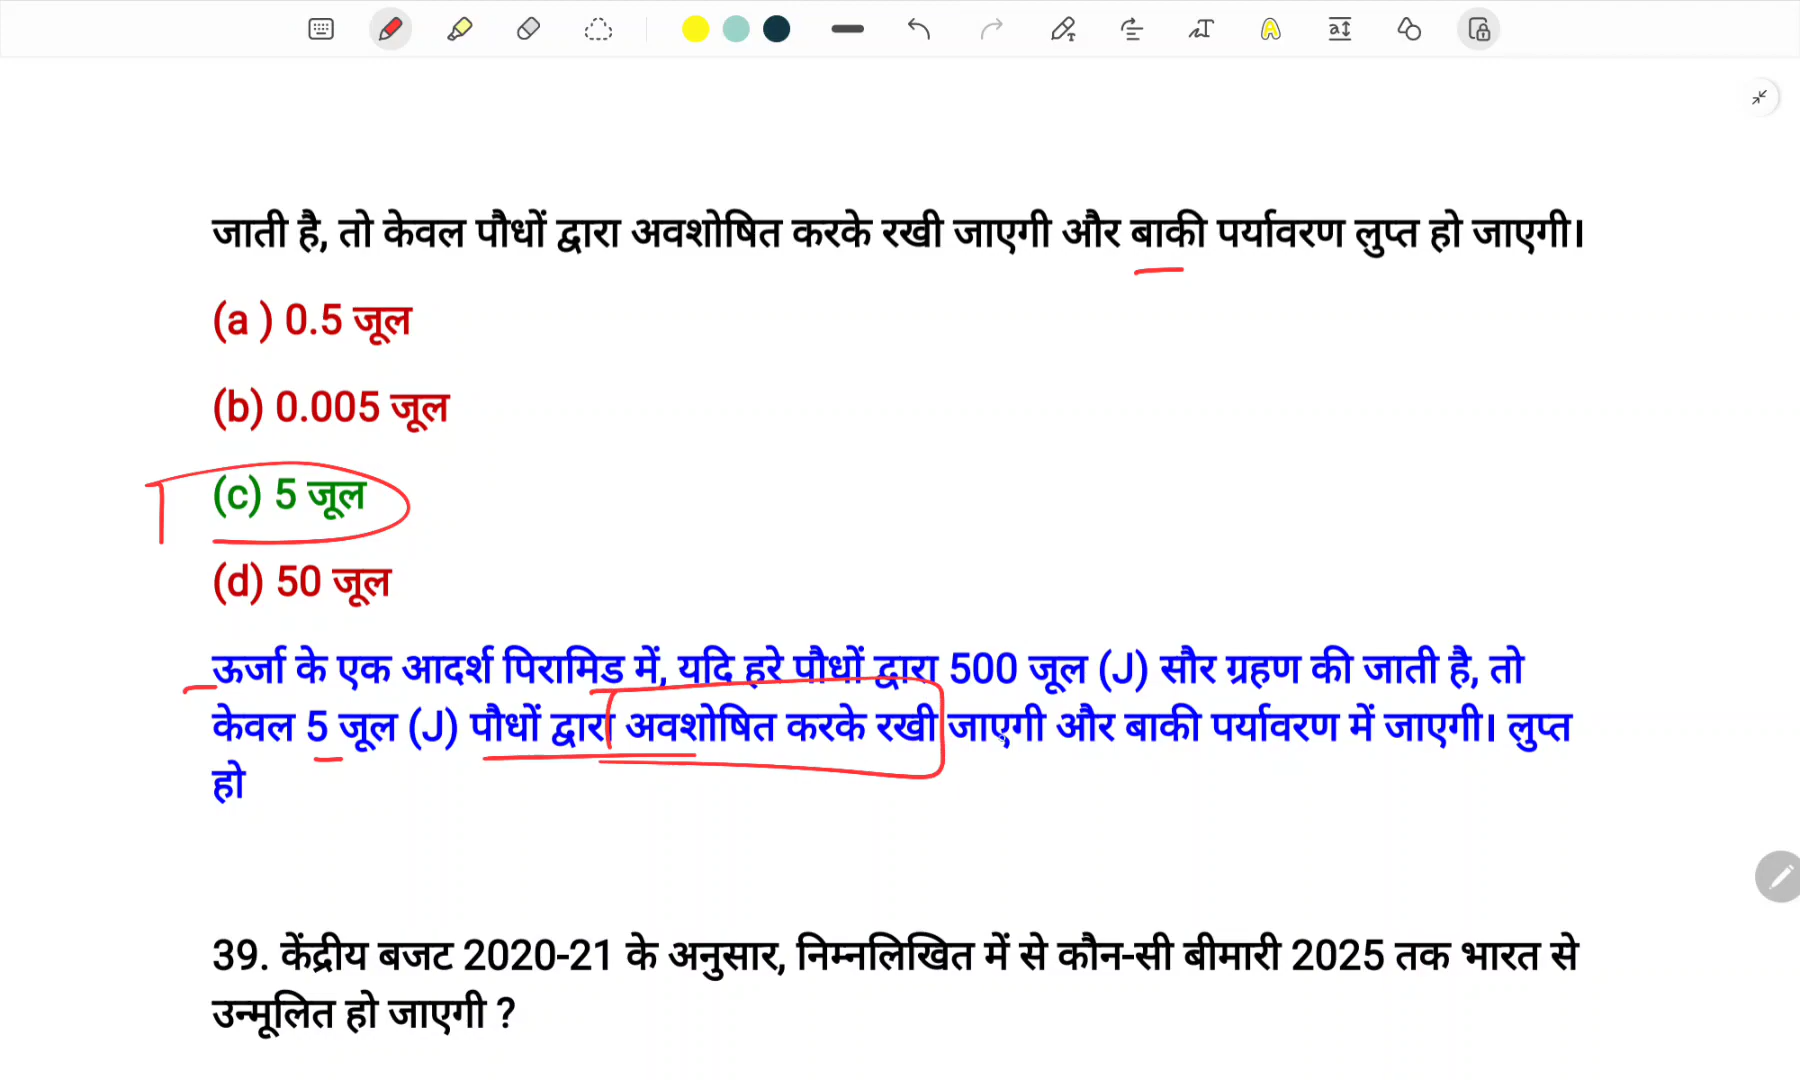 जाती है, तो केवल पौधों द्वारा अवशोषित करके रखी जाएगी और बाकी पर्यावरण लुप्त हो जाएगी।
(a ) 0.5 जूल
(b) 0.005 जूल
(c) 5 जूल
(d) 50 जूल
ऊर्जा के एक आदर्श पिरामिड में, यदि हरे पौधों द्वारा 500 जूल (J) सौर ग्रहण की जाती है, तो
केवल 5 जूल (J) पौधों द्वारा अवशोषित करके रखी जाएगी और बाकी पर्यावरण में जाएगी। लुप्त
हो
39. केंद्रीय बजट 2020-21 के अनुसार, निम्नलिखित में से कौन-सी बीमारी 2025 तक भारत से
उन्मूलित हो जाएगी ?